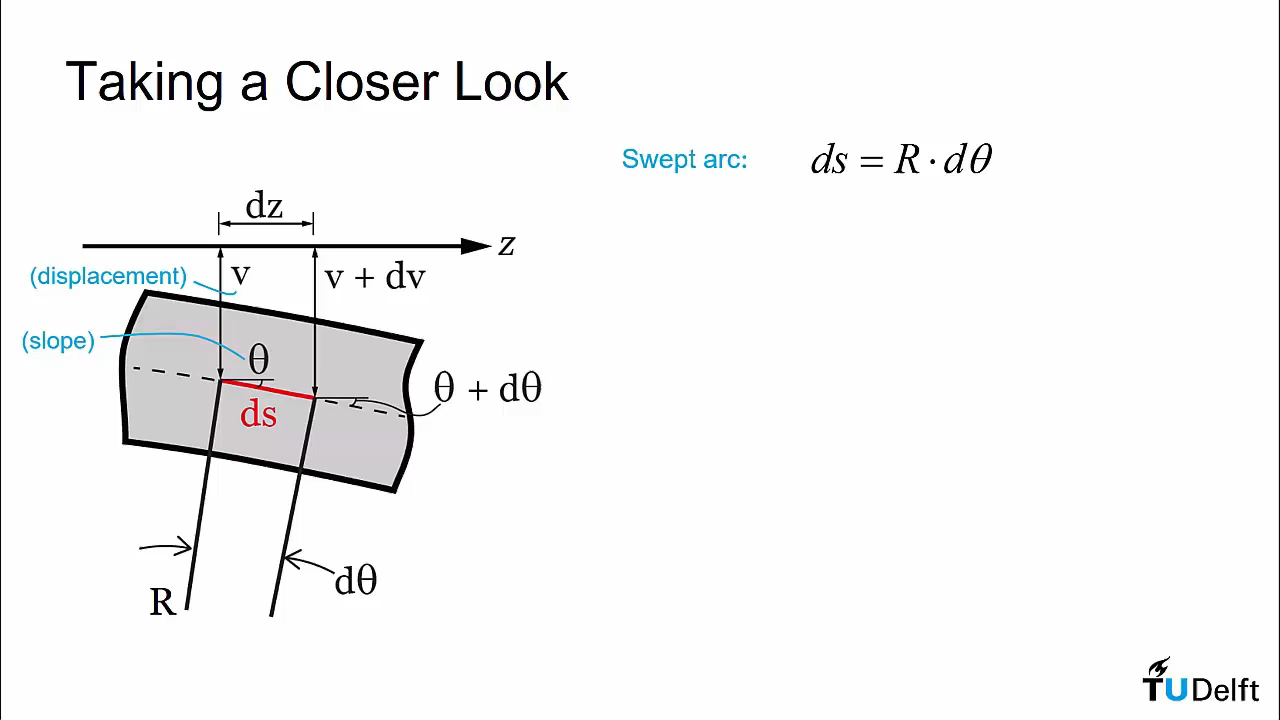 Taking a Closer Look
Swept arc: ds = R · dθ
dz
z
(displacement) v
v + dv
(slope)
θ
θ + dθ
ds
dθ
R
TUDelft